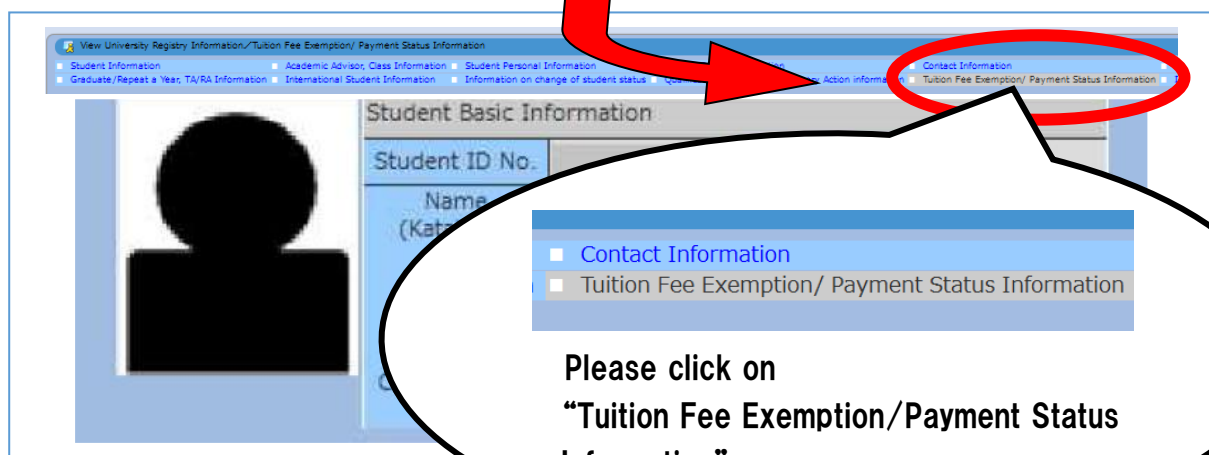 View University Registry Information／Tuition Fee Exemption/ Payment Status Information
Student Information Academic Advisor, Class Information Student Personal Information Contact Information
Graduate/Repeat a Year, TA/RA Information International Student Information Information on change of student status Action information Tuition Fee Exemption/ Payment Status Information
Student Basic Information
Student ID No.
Name
Contact Information
Tuition Fee Exemption/ Payment Status Information
Please click on
“Tuition Fee Exemption/Payment Status